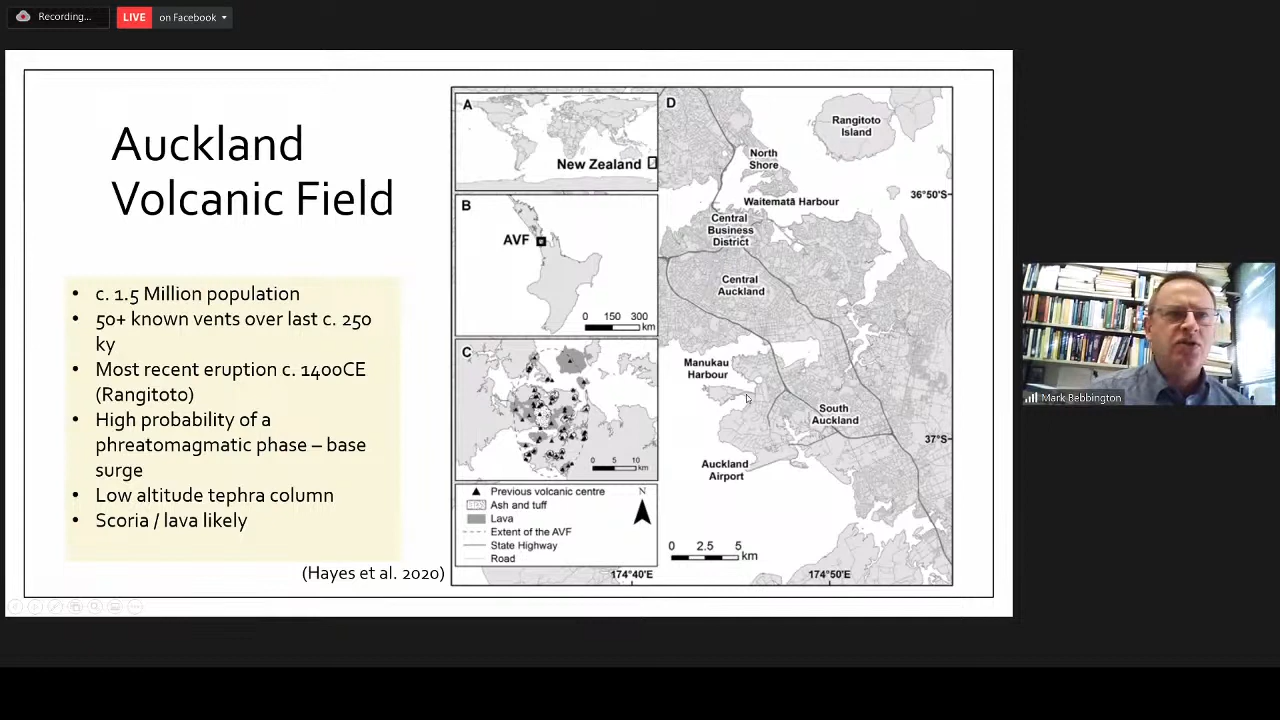 Recording...
LIVE on Facebook
Auckland
Volcanic Field
• c. 1.5 Million population
• 50+ known vents over last c. 250
ky
• Most recent eruption c. 1400CE
(Rangitoto)
• High probability of a
phreatomagmatic phase – base
surge
• Low altitude tephra column
• Scoria / lava likely
(Hayes et al. 2020)
A
New Zealand
B
AVF
0 150 300
km
C
0 5 10
km
Previous volcanic centre
Ash and tuff
Lava
Extent of the AVF
State Highway
Road
N
D
Rangitoto
Island
North
Shore
36°50'S
Waitematā Harbour
Central
Business
District
Central
Auckland
Manukau
Harbour
South
Auckland
37°S
Auckland
Airport
0 2.5 5
km
174°40'E
174°50'E
Mark Bebbington